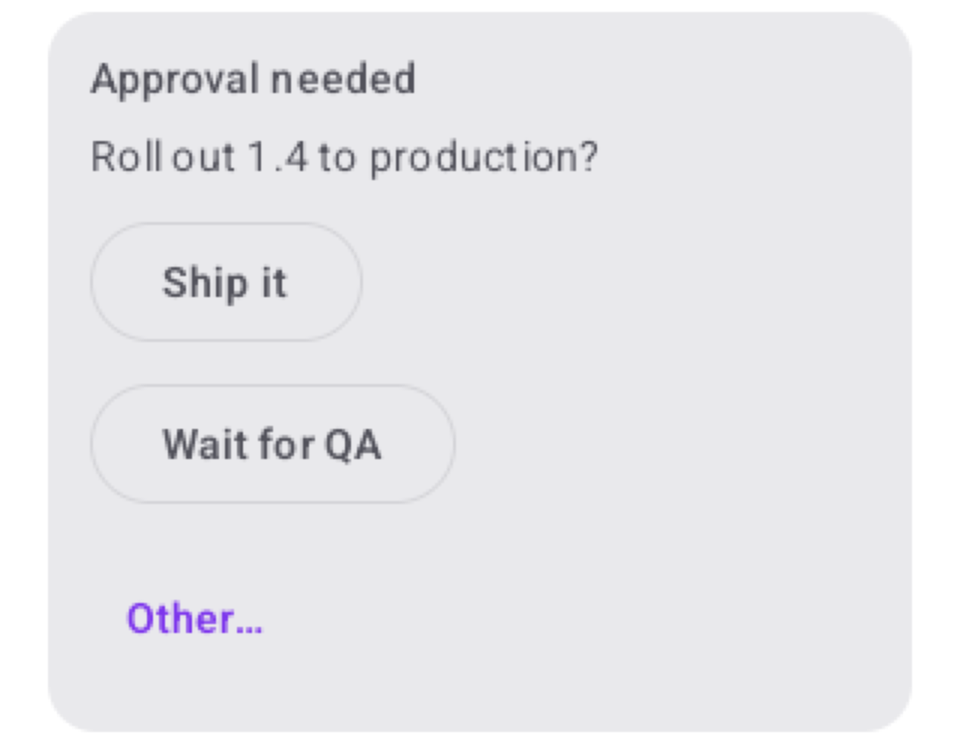 Approval needed
Roll out 1.4 to production?
Ship it
Wait for QA
Other…